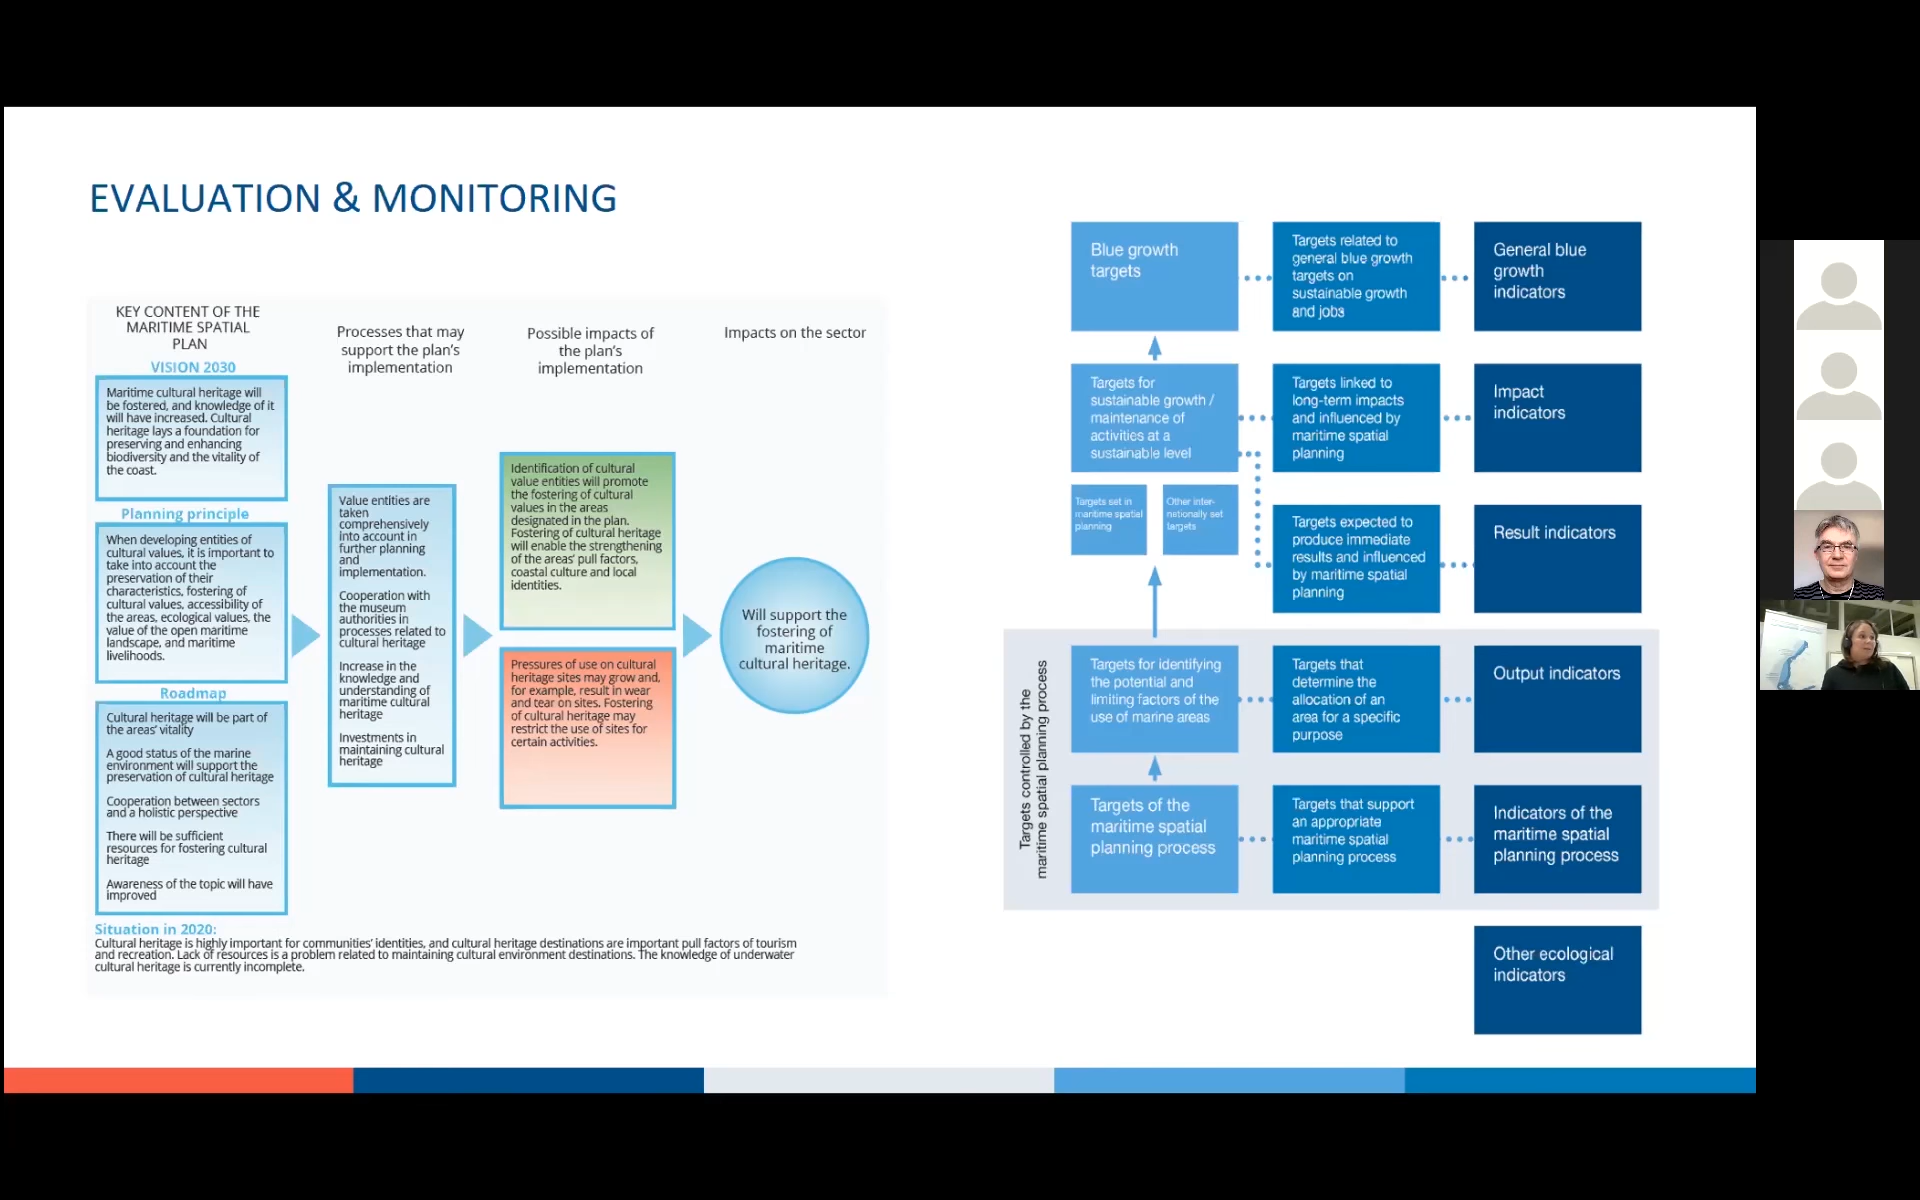 EVALUATION & MONITORING
KEY CONTENT OF THE
MARITIME SPATIAL
PLAN
VISION 2030
Maritime cultural heritage will
be fostered, and knowledge of it
will have increased. Cultural
heritage lays a foundation for
preserving and enhancing
biodiversity and the vitality of
the coast.
Planning principle
When developing entities of
cultural values, it is important to
take into account the
preservation of their
characteristics, fostering of
cultural values, accessibility of
the areas, ecological values, the
value of the open maritime
landscape, and maritime
livelihoods.
Roadmap
Cultural heritage will be part of
the areas' vitality
A good status of the marine
environment will support the
preservation of cultural heritage
Cooperation between sectors
and a holistic perspective
There will be sufficient
resources for fostering cultural
heritage
Awareness of the topic will have
improved
Processes that may
support the plan's
implementation
Value entities are
taken
comprehensively
into account in
further planning
and
implementation.
Cooperation with
the museum
authorities in
processes related to
cultural heritage
Increase in the
knowledge and
understanding of
maritime cultural
heritage
Investments in
maintaining cultural
heritage
Possible impacts of
the plan's
implementation
Identification of cultural
value entities will promote
the fostering of cultural
values in the areas
designated in the plan.
Fostering of cultural heritage
will enable the strengthening
of the areas' pull factors,
coastal culture and local
identities.
Pressures of use on cultural
heritage sites may grow and,
for example, result in wear
and tear on sites. Fostering
of cultural heritage may
restrict the use of sites for
certain activities.
Impacts on the sector
Will support the
fostering of
maritime
cultural heritage.
Situation in 2020:
Cultural heritage is highly important for communities' identities, and cultural heritage destinations are important pull factors of tourism
and recreation. Lack of resources is a problem related to maintaining cultural environment destinations. The knowledge of underwater
cultural heritage is currently incomplete.
Blue growth
targets
Targets related to
general blue growth
targets on
sustainable growth
and jobs
General blue
growth
indicators
Targets for
sustainable growth /
maintenance of
activities at a
sustainable level
Targets linked to
long-term impacts
and influenced by
maritime spatial
planning
Impact
indicators
Targets set in
maritime spatial
planning
Other inter-
nationally set
targets
Targets expected to
produce immediate
results and influenced
by maritime spatial
planning
Result indicators
Targets controlled by the
maritime spatial planning process
Targets for identifying
the potential and
limiting factors of the
use of marine areas
Targets that
determine the
allocation of an
area for a specific
purpose
Output indicators
Targets of the
maritime spatial
planning process
Targets that support
an appropriate
maritime spatial
planning process
Indicators of the
maritime spatial
planning process
Other ecological
indicators